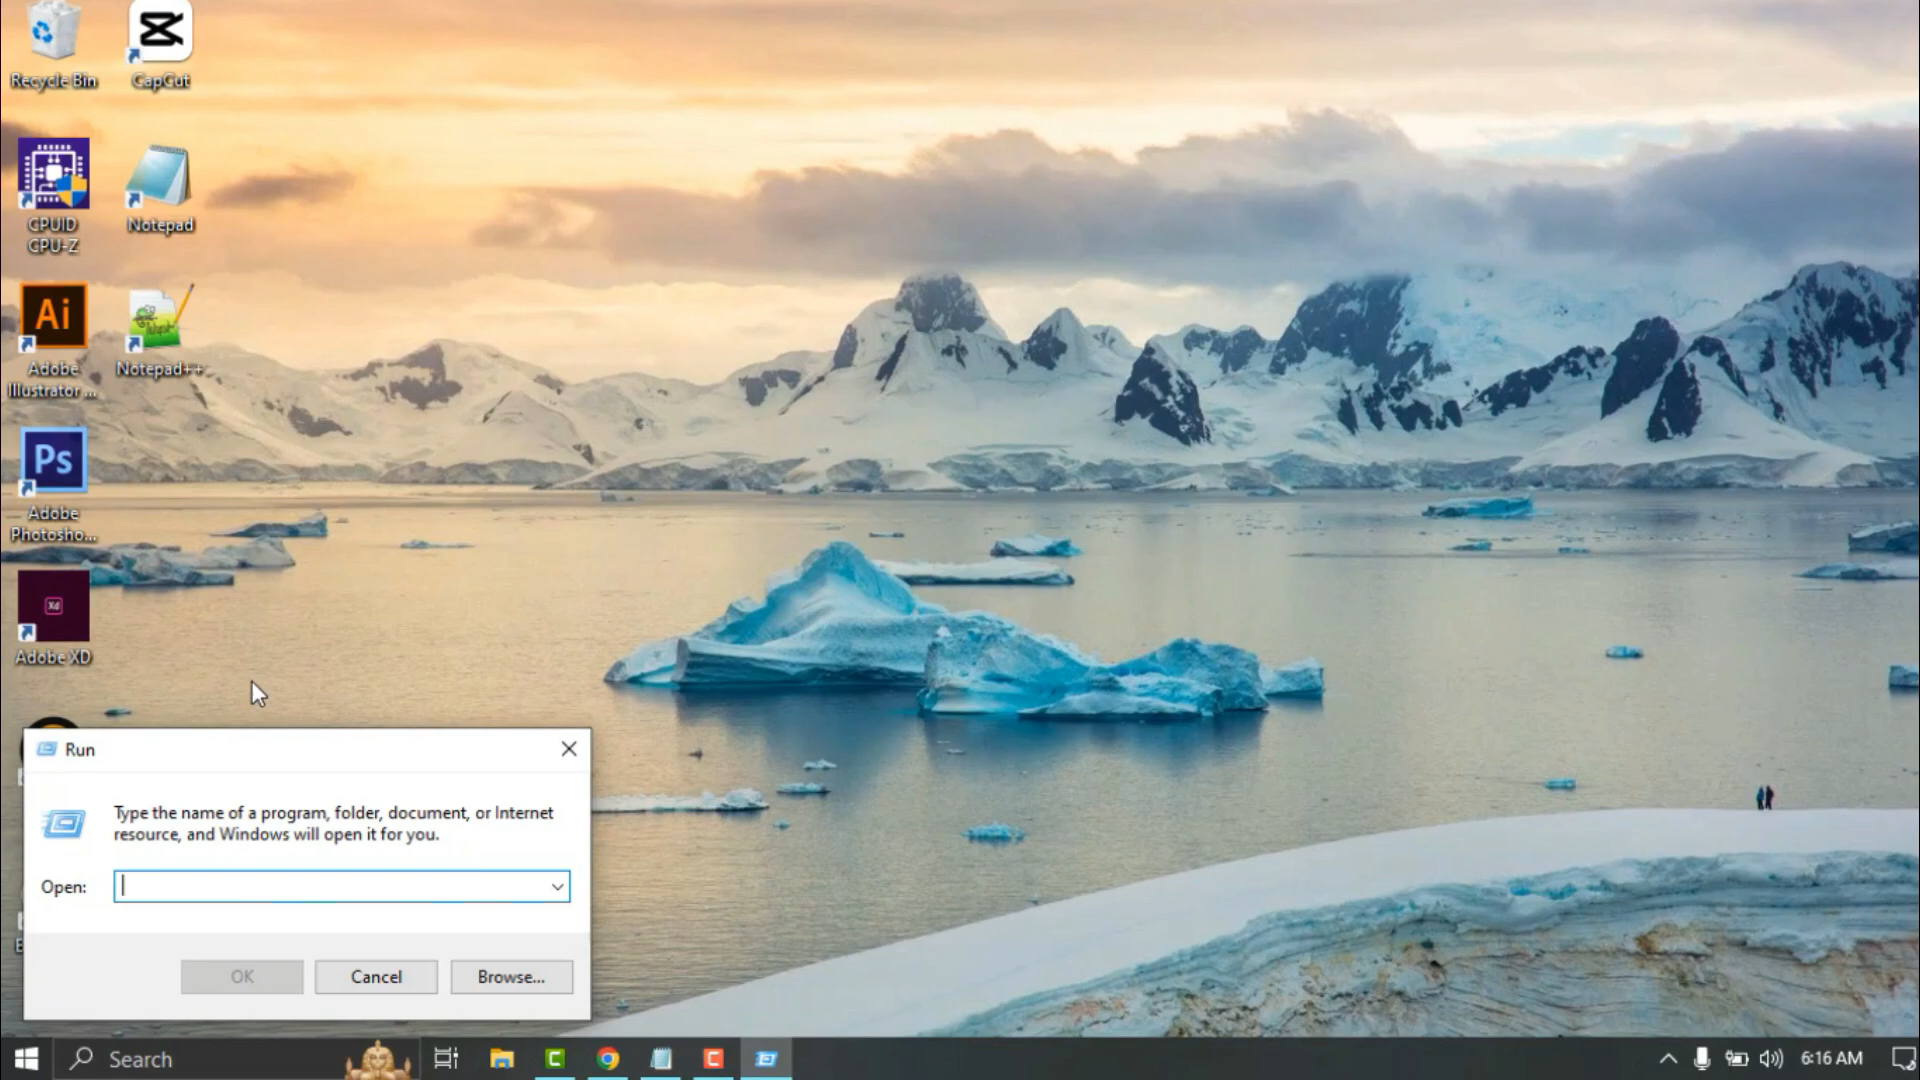 Recycle Bin
CapCut
CPUID
CPU-Z
Notepad
Ai
Adobe
Illustrator ...
Notepad++
Ps
Adobe
Photosho...
Xd
Adobe XD
Run
Type the name of a program, folder, document, or Internet
resource, and Windows will open it for you.
Open:
OK
Cancel
Browse...
Search
C
C
6:16 AM